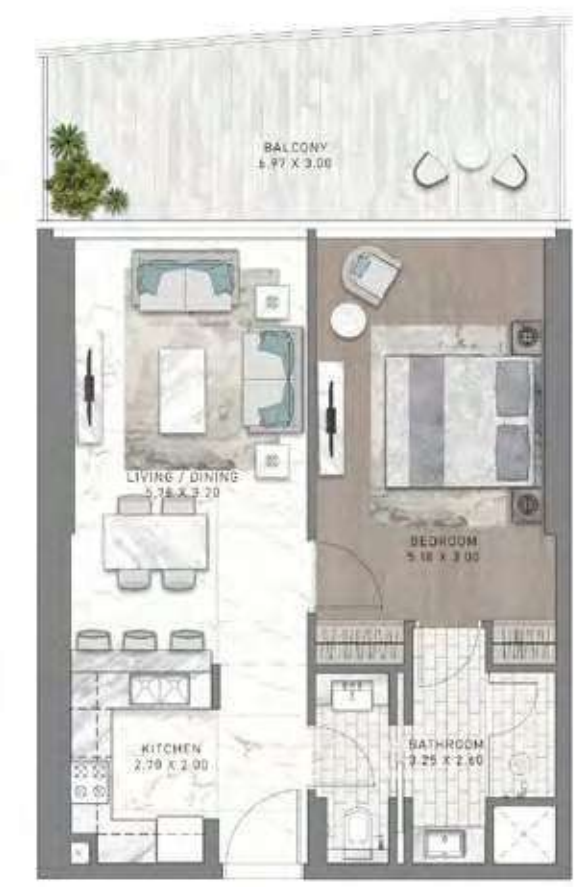 BALCONY
6.97 X 3.00
LIVING / DINING
5.18 X 3.20
BEDROOM
5.18 X 3.00
KITCHEN
2.70 X 2.00
BATHROOM
3.25 X 2.60